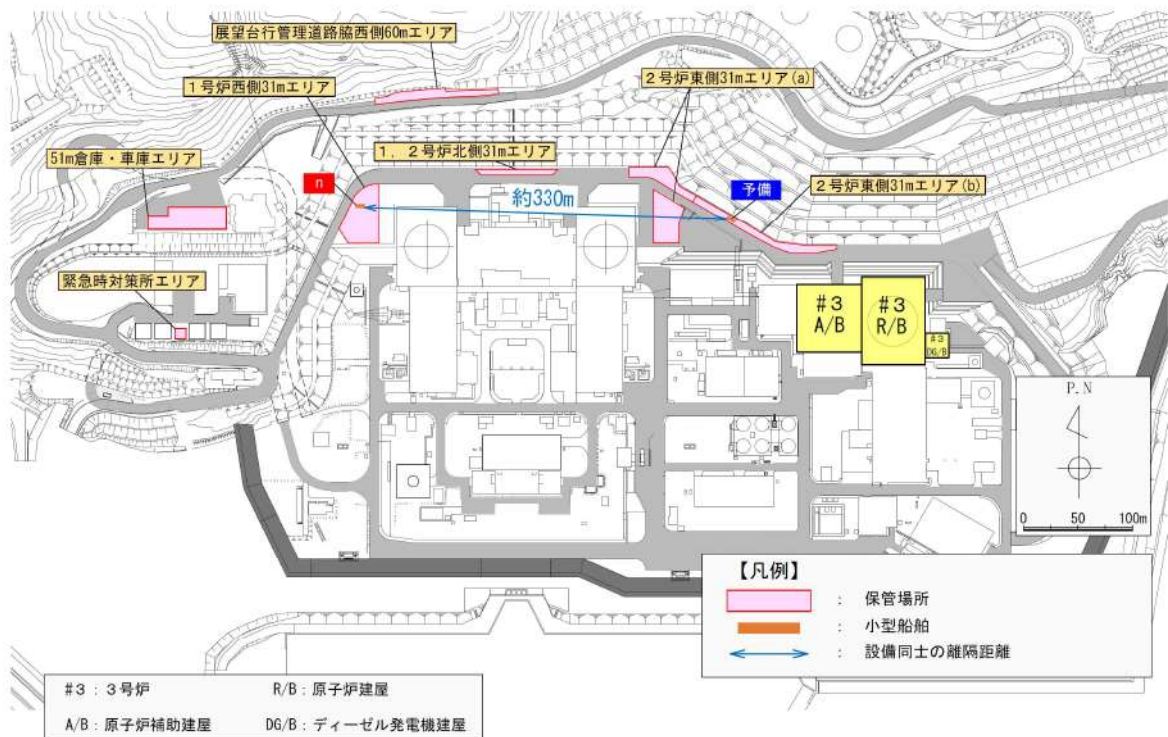 展望台行管理道路脇西側60mエリア
1号炉西側31mエリア
2号炉東側31mエリア(a)
51m倉庫・車庫エリア
1,2号炉北側31mエリア
n
予備
2号炉東側31mエリア(b)
約330m
緊急時対策所エリア
#3
A/B
#3
R/B
#3
DG/B
P.N
0 50 100m
【凡例】
: 保管場所
: 小型船舶
: 設備同士の離隔距離
#3 : 3号炉 R/B : 原子炉建屋
A/B : 原子炉補助建屋 DG/B : ディーゼル発電機建屋